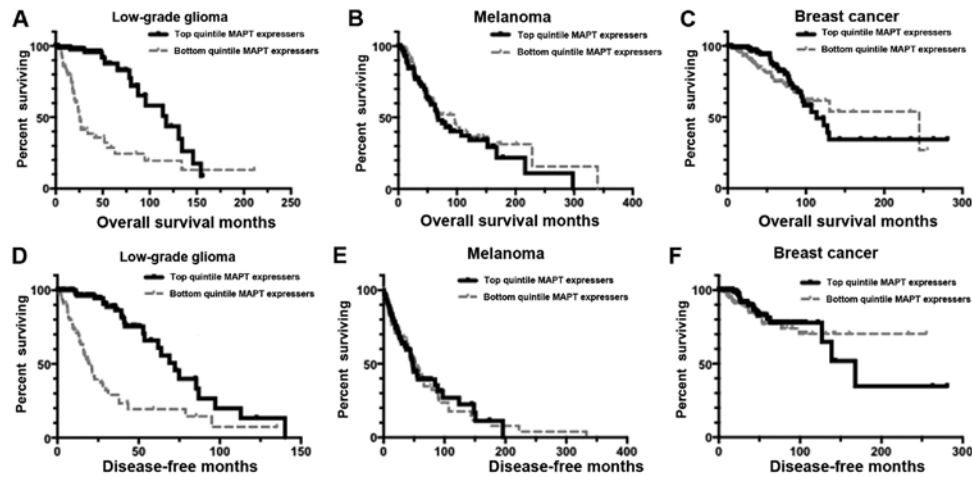 A
Low-grade glioma
Top quintile MAPT expressers
Bottom quintile MAPT expressers
Percent surviving
100
50
0
0 50 100 150 200 250
Overall survival months
B
Melanoma
Top quintile MAPT expressers
Bottom quintile MAPT expressers
Percent surviving
100
50
0
0 100 200 300 400
Overall survival months
C
Breast cancer
Top quintile MAPT expressers
Bottom quintile MAPT expressers
Percent surviving
100
50
0
0 100 200 300
Overall survival months
D
Low-grade glioma
Top quintile MAPT expressers
Bottom quintile MAPT expressers
Percent surviving
100
50
0
0 50 100 150
Disease-free months
E
Melanoma
Top quintile MAPT expressers
Bottom quintile MAPT expressers
Percent surviving
100
50
0
0 100 200 300 400
Disease-free months
F
Breast cancer
Top quintile MAPT expressers
Bottom quintile MAPT expressers
Percent surviving
100
50
0
0 100 200 300
Disease-free months